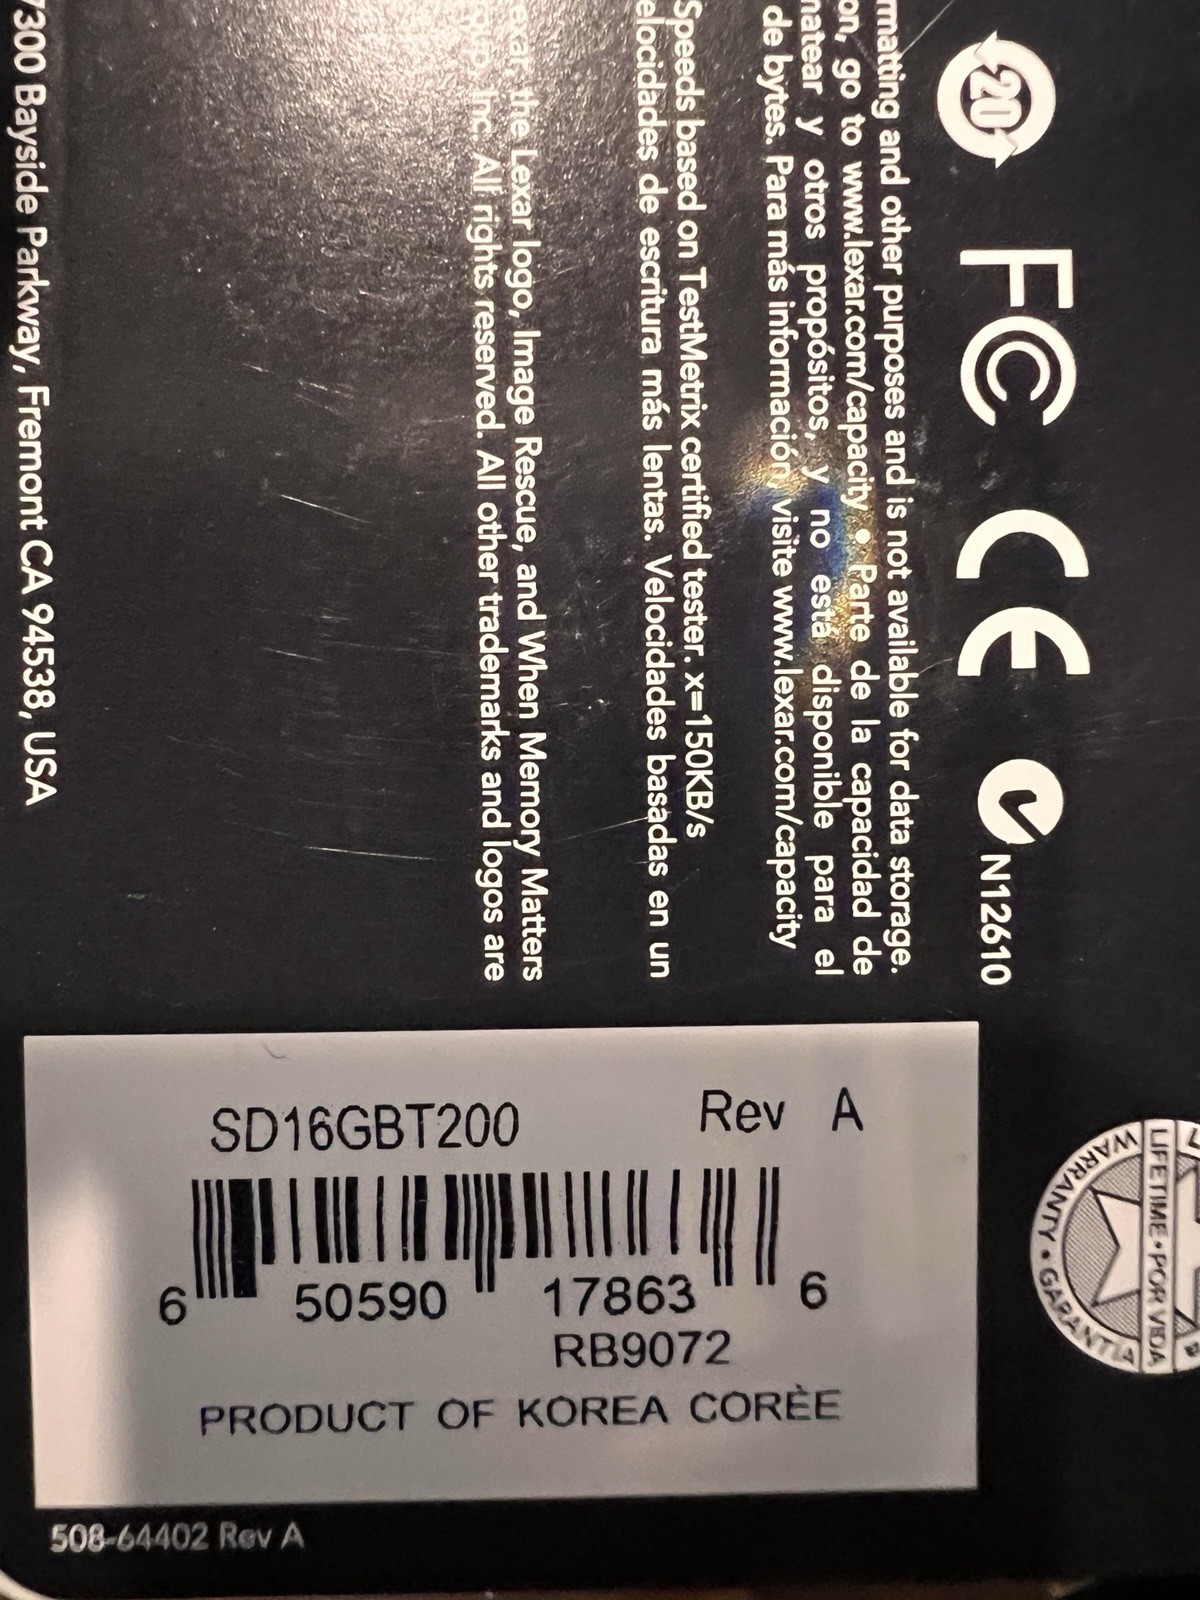 20
FC CE N12610
rmatting and other purposes and is not available for data storage.
on, go to www.lexar.com/capacity • Parte de la capacidad de
matear y otros propósitos, y no está disponible para el
de bytes. Para más información, visite www.lexar.com/capacity
Speeds based on TestMetrix certified tester. x=150KB/s
elocidades de escritura más lentas. Velocidades basadas en un
exar, the Lexar logo, Image Rescue, and When Memory Matters
Inc. All rights reserved. All other trademarks and logos are
7300 Bayside Parkway, Fremont CA 94538, USA
SD16GBT200 Rev A
6 50590 17863 6
RB9072
PRODUCT OF KOREA CORÈE
508-64402 Rev A
WARRANTY • GARANTIA
LIFETIME • POR VIDA